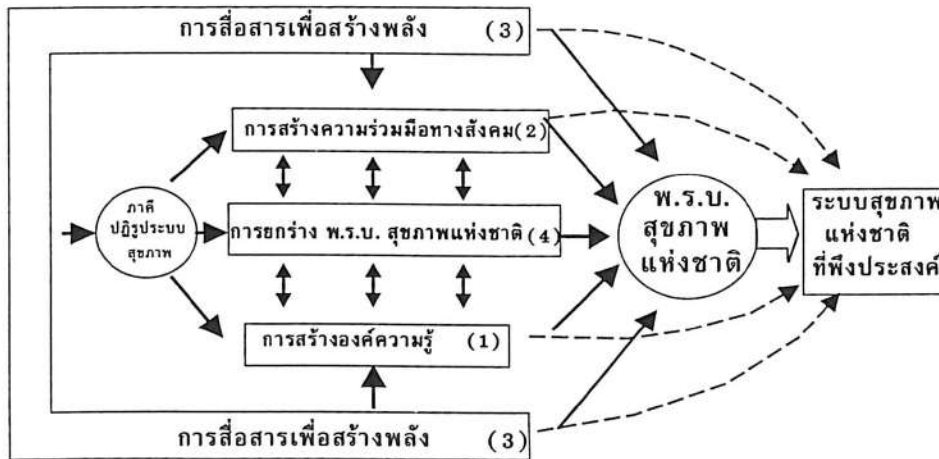 การสื่อสารเพื่อสร้างพลัง (3)
การสร้างความร่วมมือทางสังคม (2)
ภาคี
ปฏิรูประบบ
สุขภาพ
การยกร่าง พ.ร.บ. สุขภาพแห่งชาติ (4)
พ.ร.บ.
สุขภาพ
แห่งชาติ
ระบบสุขภาพ
แห่งชาติ
ที่พึงประสงค์
การสร้างองค์ความรู้ (1)
การสื่อสารเพื่อสร้างพลัง (3)